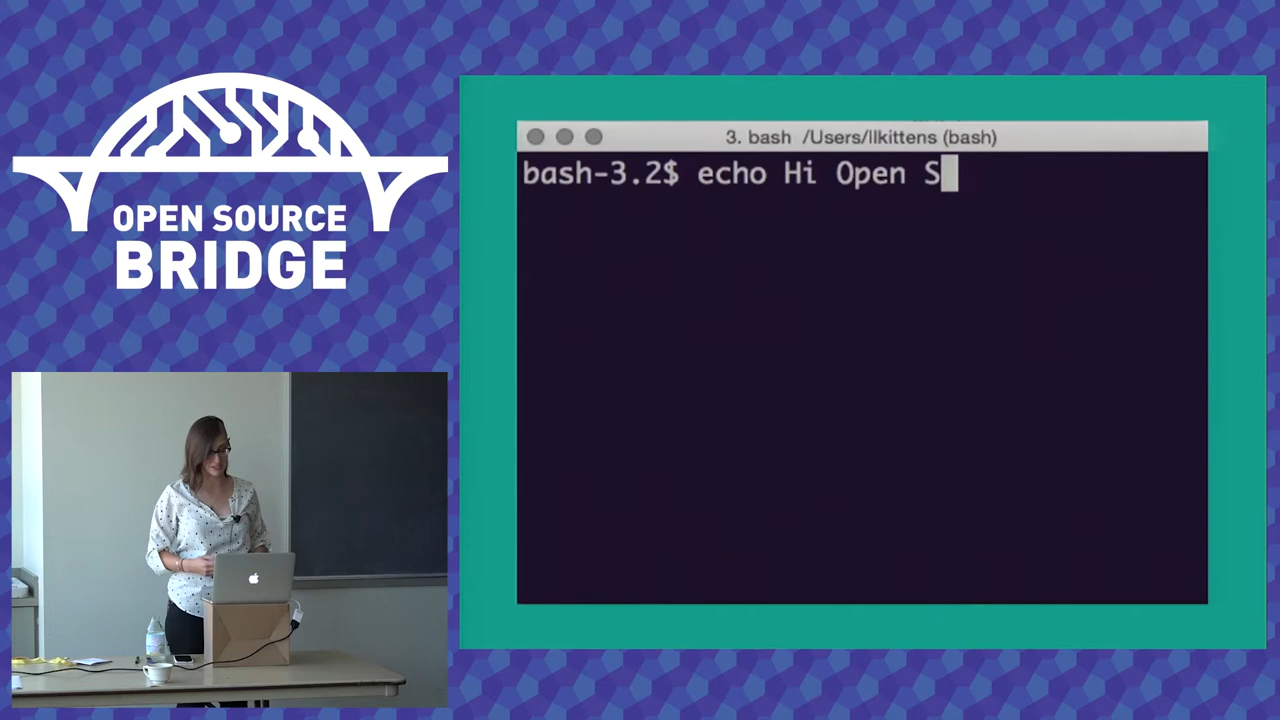 OPEN SOURCE
BRIDGE
3. bash /Users/llkittens (bash)
bash-3.2$ echo Hi Open S